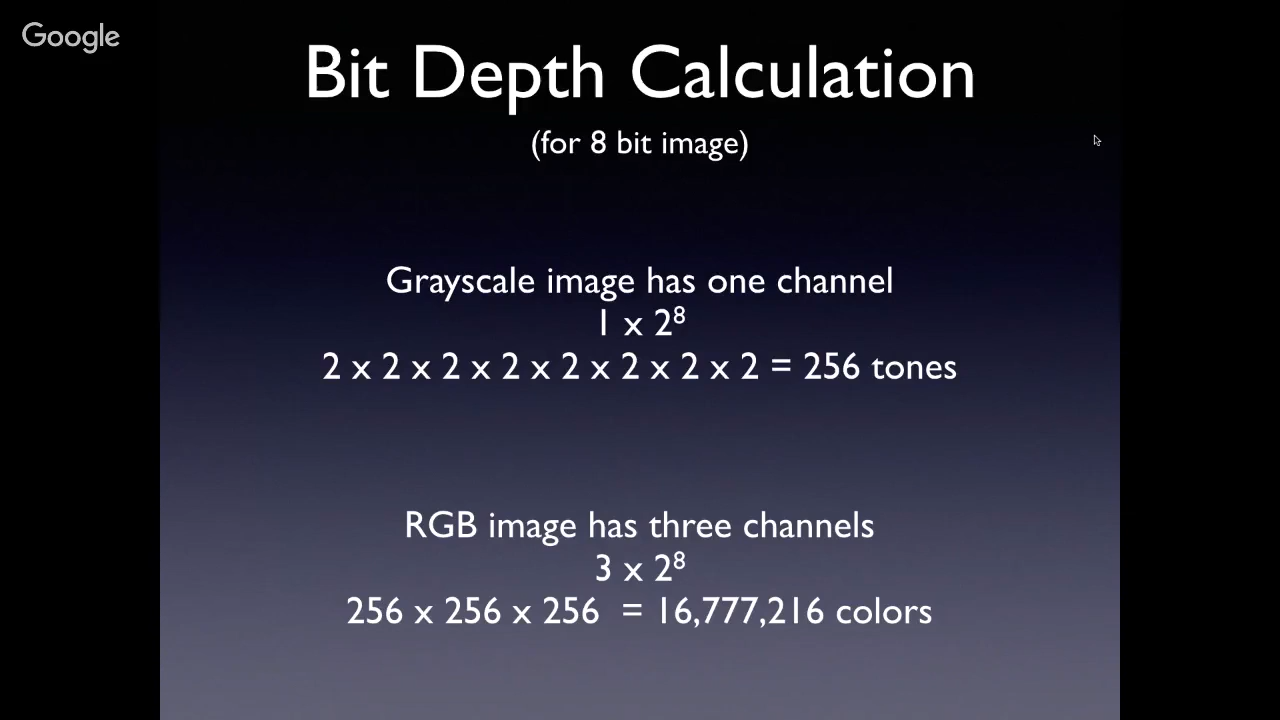 Google
Bit Depth Calculation
(for 8 bit image)
Grayscale image has one channel
1 x 2⁸
2 x 2 x 2 x 2 x 2 x 2 x 2 x 2 = 256 tones
RGB image has three channels
3 x 2⁸
256 x 256 x 256 = 16,777,216 colors